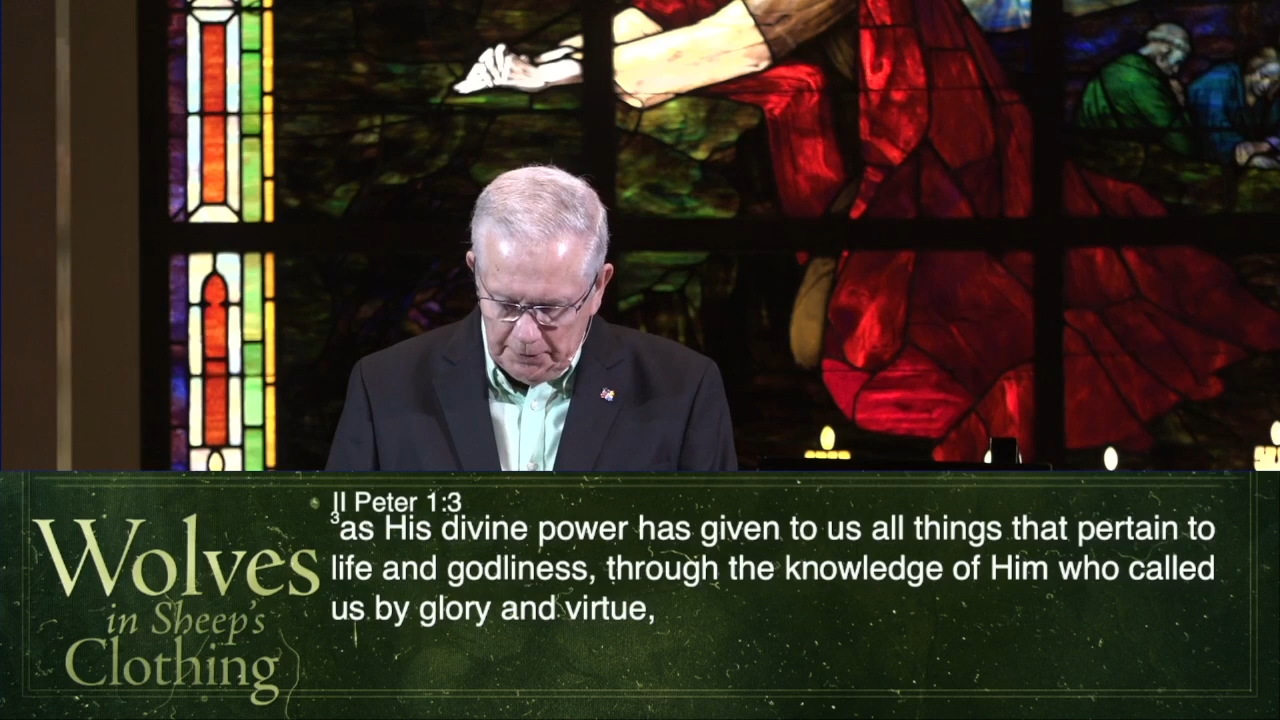 Wolves
in Sheep's
Clothing
• II Peter 1:3
³as His divine power has given to us all things that pertain to
life and godliness, through the knowledge of Him who called
us by glory and virtue,